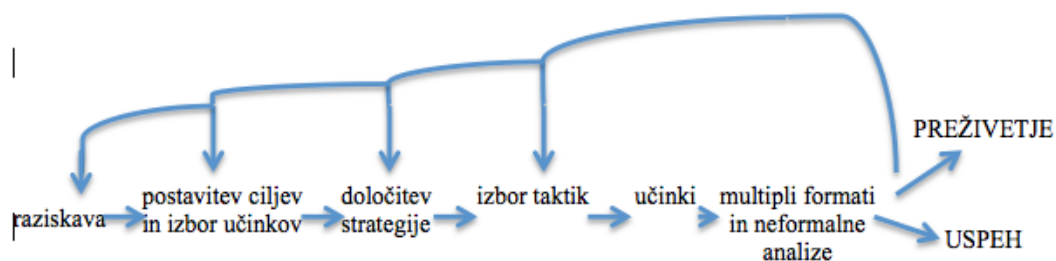 PREŽIVETJE
raziskava
postavitev ciljev
in izbor učinkov
določitev
strategije
izbor taktik
učinki
multipli formati
in neformalne
analize
USPEH